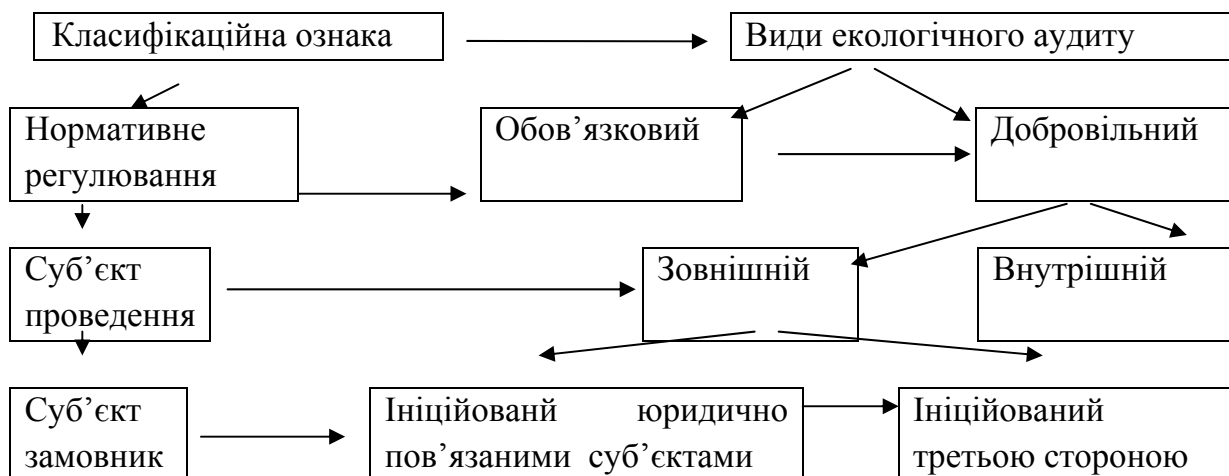 Класифікаційна ознака
Види екологічного аудиту
Нормативне
регулювання
Обов’язковий
Добровільний
Суб’єкт
проведення
Зовнішній
Внутрішній
Суб’єкт
замовник
Ініційованй юридично
пов’язаними суб’єктами
Ініційований
третьою стороною